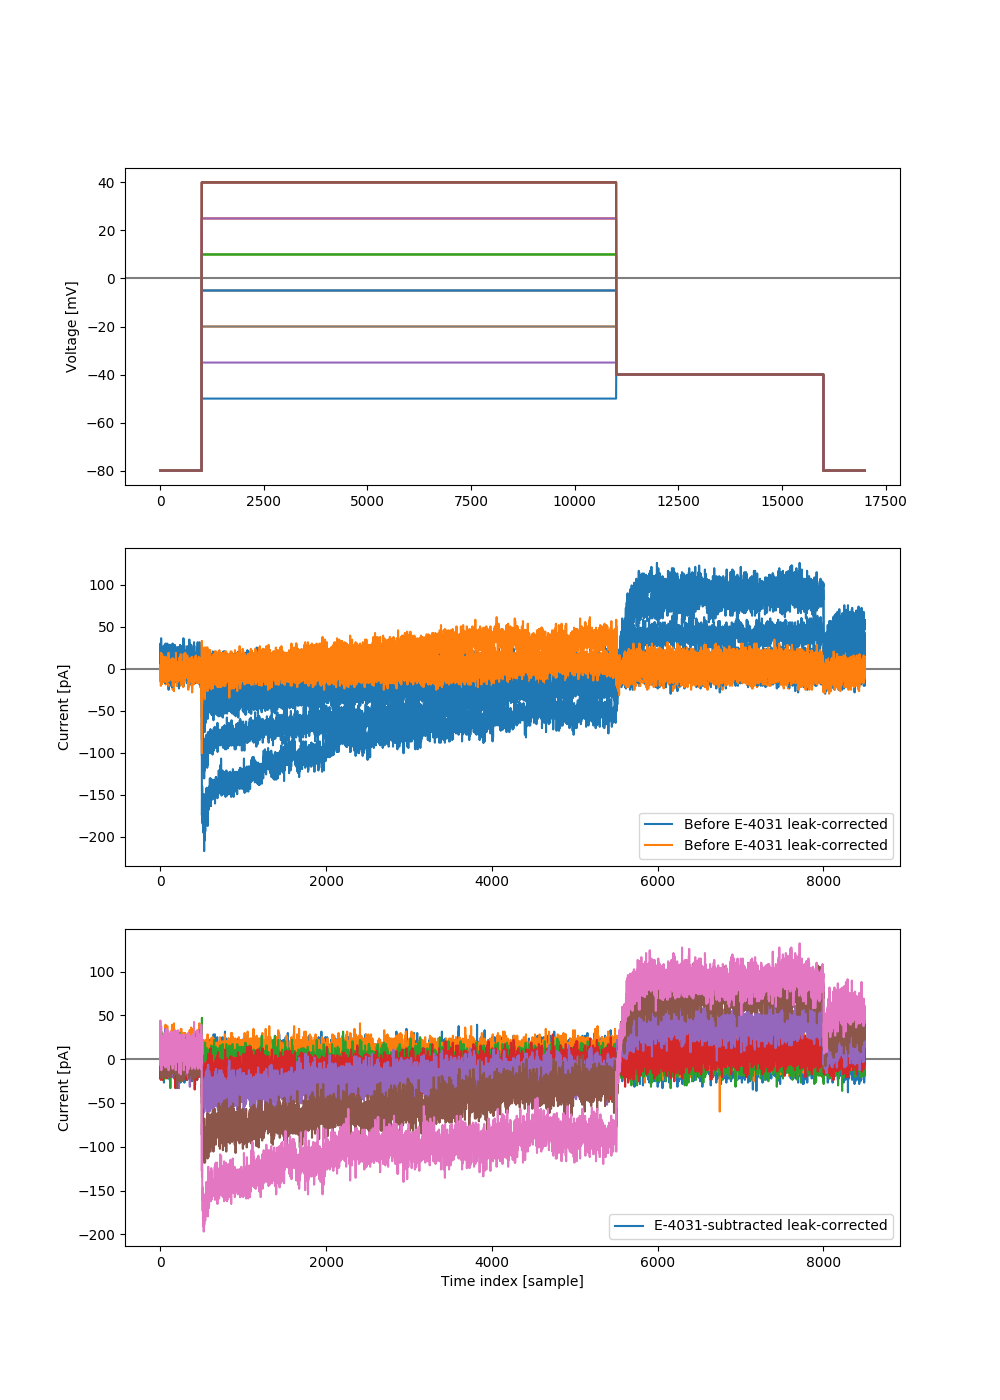 40
20
0
−20
−40
−60
−80
Voltage [mV]
0 2500 5000 7500 10000 12500 15000 17500
100
50
0
−50
−100
−150
−200
Current [pA]
Before E-4031 leak-corrected
Before E-4031 leak-corrected
0 2000 4000 6000 8000
100
50
0
−50
−100
−150
−200
Current [pA]
E-4031-subtracted leak-corrected
0 2000 4000 6000 8000
Time index [sample]